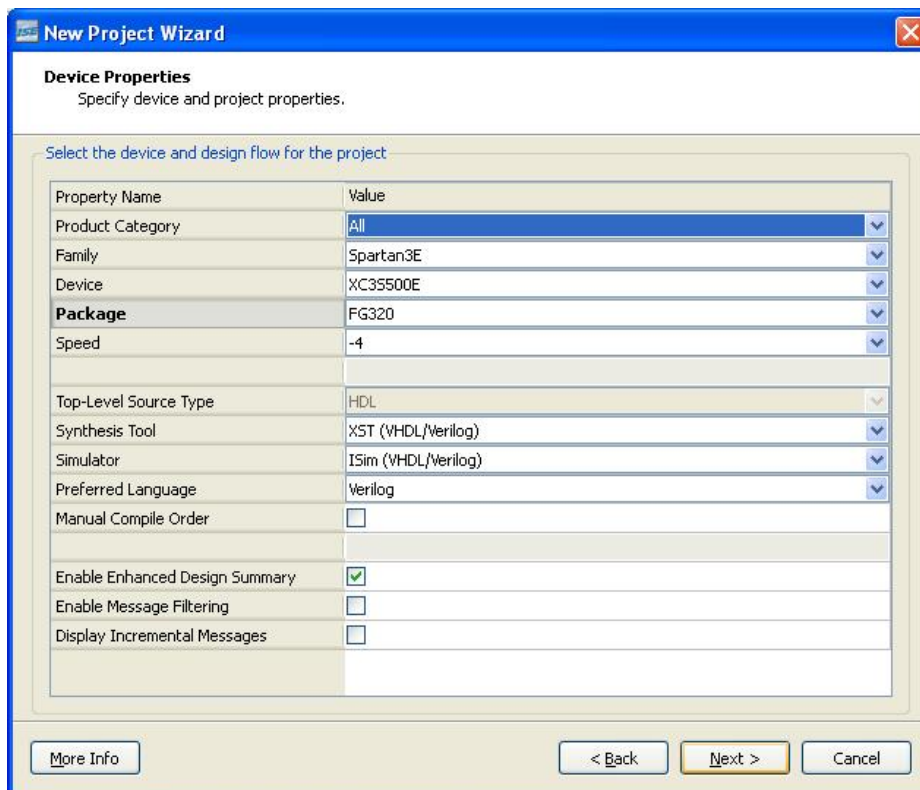 ISE New Project Wizard
Device Properties
Specify device and project properties.
Select the device and design flow for the project
Property Name Value
Product Category All
Family Spartan3E
Device XC3S500E
Package FG320
Speed -4
Top-Level Source Type HDL
Synthesis Tool XST (VHDL/Verilog)
Simulator ISim (VHDL/Verilog)
Preferred Language Verilog
Manual Compile Order
Enable Enhanced Design Summary
Enable Message Filtering
Display Incremental Messages
More Info < Back Next > Cancel